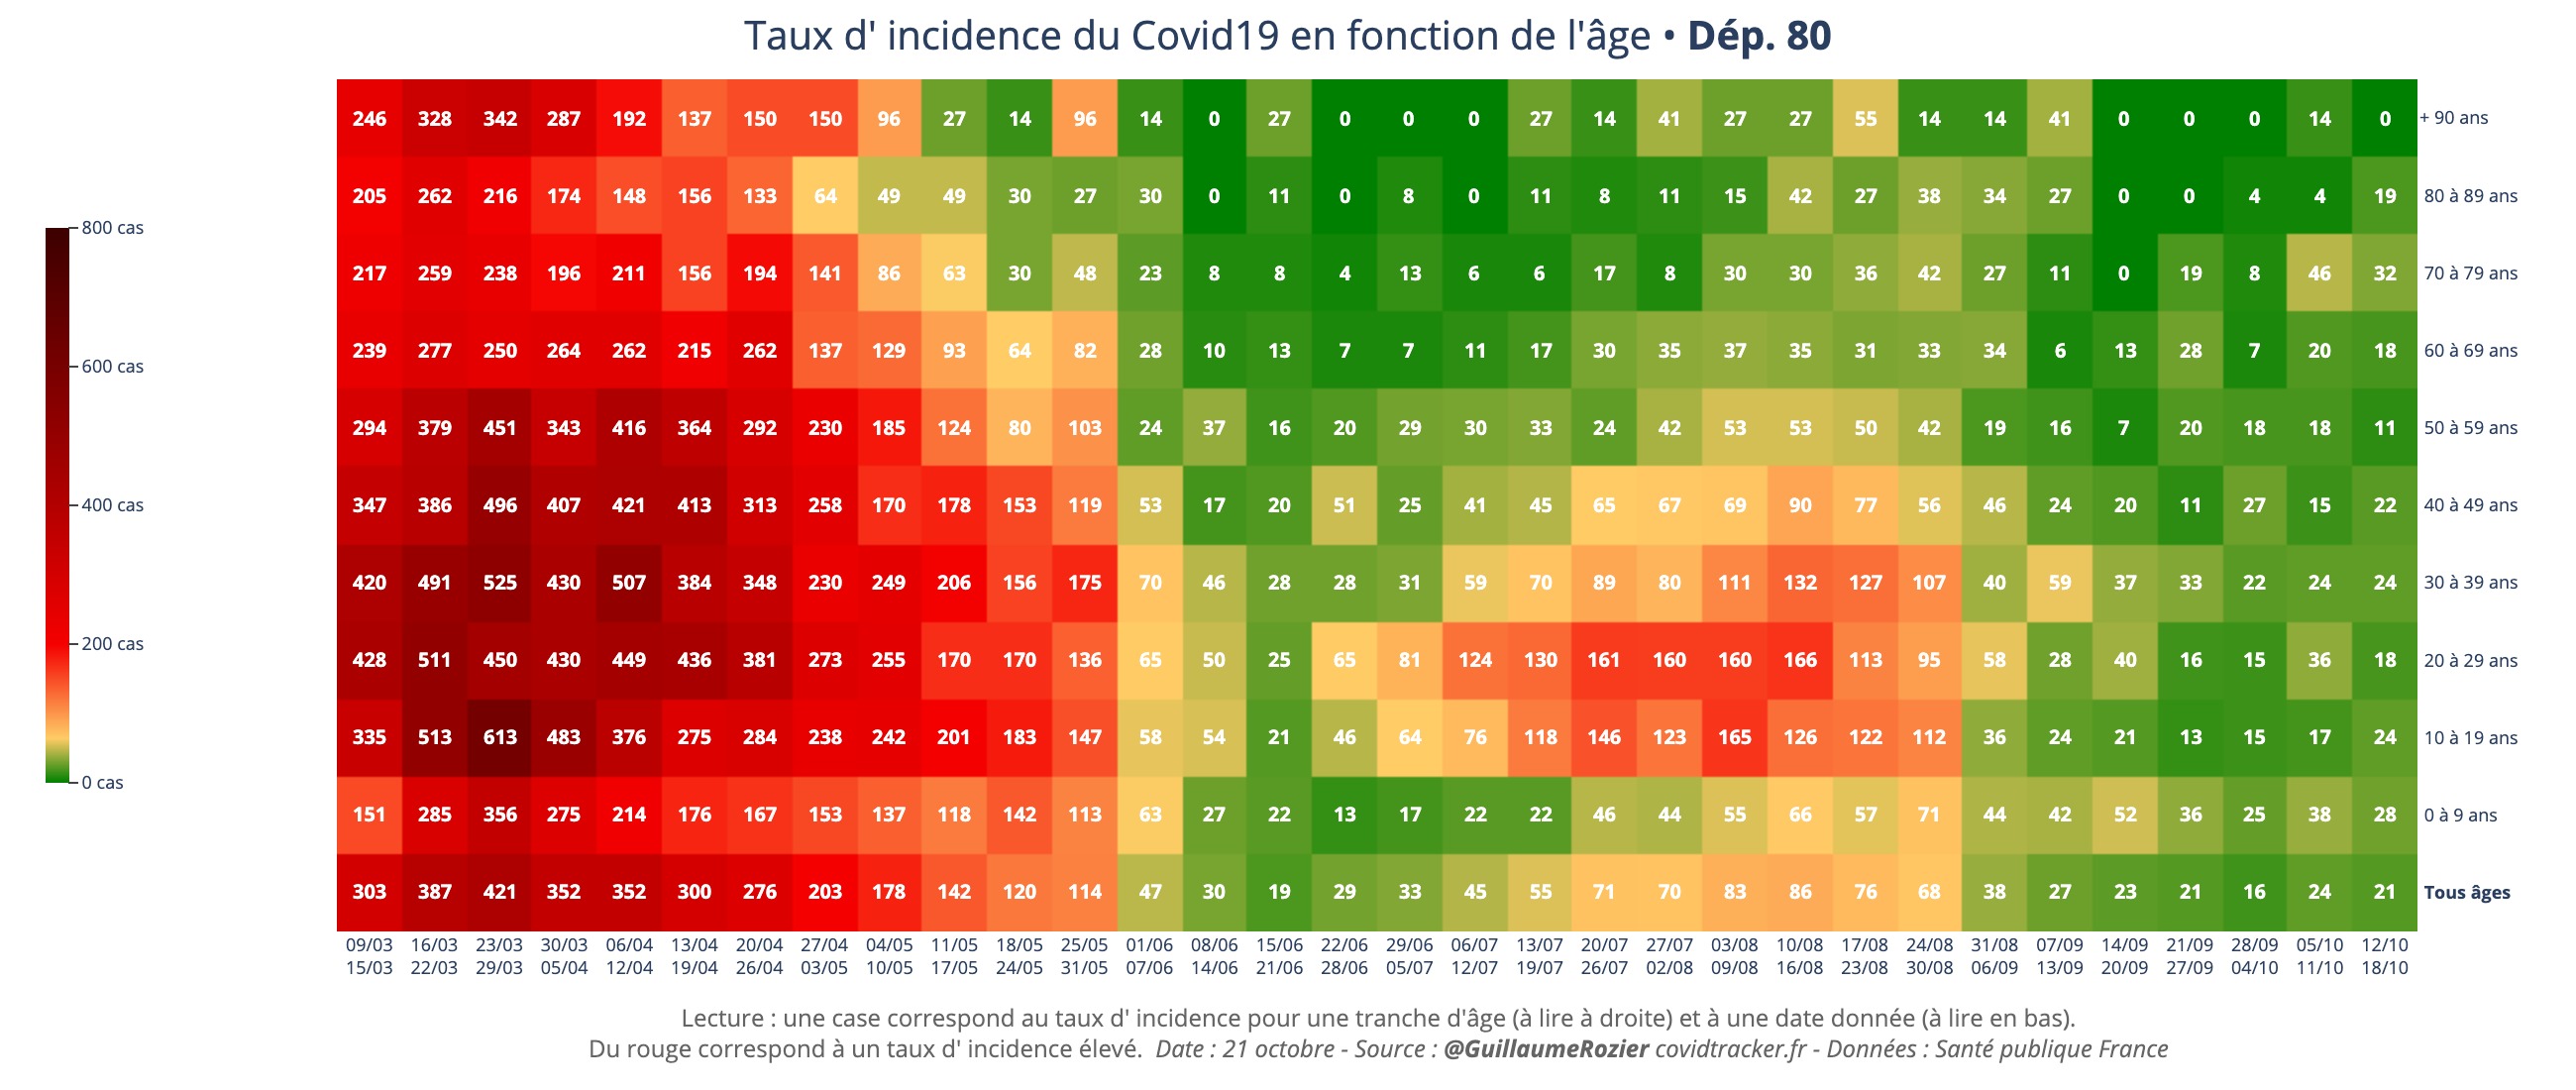 Taux d' incidence du Covid19 en fonction de l'âge • Dép. 80
800 cas
600 cas
400 cas
200 cas
0 cas
246 328 342 287 192 137 150 150 96 27 14 96 14 0 27 0 0 0 27 14 41 27 27 55 14 14 41 0 0 0 14 0 + 90 ans
205 262 216 174 148 156 133 64 49 49 30 27 30 0 11 0 8 0 11 8 11 15 42 27 38 34 27 0 0 4 4 19 80 à 89 ans
217 259 238 196 211 156 194 141 86 63 30 48 23 8 8 4 13 6 6 17 8 30 30 36 42 27 11 0 19 8 46 32 70 à 79 ans
239 277 250 264 262 215 262 137 129 93 64 82 28 10 13 7 7 11 17 30 35 37 35 31 33 34 6 13 28 7 20 18 60 à 69 ans
294 379 451 343 416 364 292 230 185 124 80 103 24 37 16 20 29 30 33 24 42 53 53 50 42 19 16 7 20 18 18 11 50 à 59 ans
347 386 496 407 421 413 313 258 170 178 153 119 53 17 20 51 25 41 45 65 67 69 90 77 56 46 24 20 11 27 15 22 40 à 49 ans
420 491 525 430 507 384 348 230 249 206 156 175 70 46 28 28 31 59 70 89 80 111 132 127 107 40 59 37 33 22 24 24 30 à 39 ans
428 511 450 430 449 436 381 273 255 170 170 136 65 50 25 65 81 124 130 161 160 160 166 113 95 58 28 40 16 15 36 18 20 à 29 ans
335 513 613 483 376 275 284 238 242 201 183 147 58 54 21 46 64 76 118 146 123 165 126 122 112 36 24 21 13 15 17 24 10 à 19 ans
151 285 356 275 214 176 167 153 137 118 142 113 63 27 22 13 17 22 22 46 44 55 66 57 71 44 42 52 36 25 38 28 0 à 9 ans
303 387 421 352 352 300 276 203 178 142 120 114 47 30 19 29 33 45 55 71 70 83 86 76 68 38 27 23 21 16 24 21 Tous âges
09/03 16/03 23/03 30/03 06/04 13/04 20/04 27/04 04/05 11/05 18/05 25/05 01/06 08/06 15/06 22/06 29/06 06/07 13/07 20/07 27/07 03/08 10/08 17/08 24/08 31/08 07/09 14/09 21/09 28/09 05/10 12/10
15/03 22/03 29/03 05/04 12/04 19/04 26/04 03/05 10/05 17/05 24/05 31/05 07/06 14/06 21/06 28/06 05/07 12/07 19/07 26/07 02/08 09/08 16/08 23/08 30/08 06/09 13/09 20/09 27/09 04/10 11/10 18/10
Lecture : une case correspond au taux d' incidence pour une tranche d'âge (à lire à droite) et à une date donnée (à lire en bas).
Du rouge correspond à un taux d' incidence élevé. Date : 21 octobre - Source : @GuillaumeRozier covidtracker.fr - Données : Santé publique France